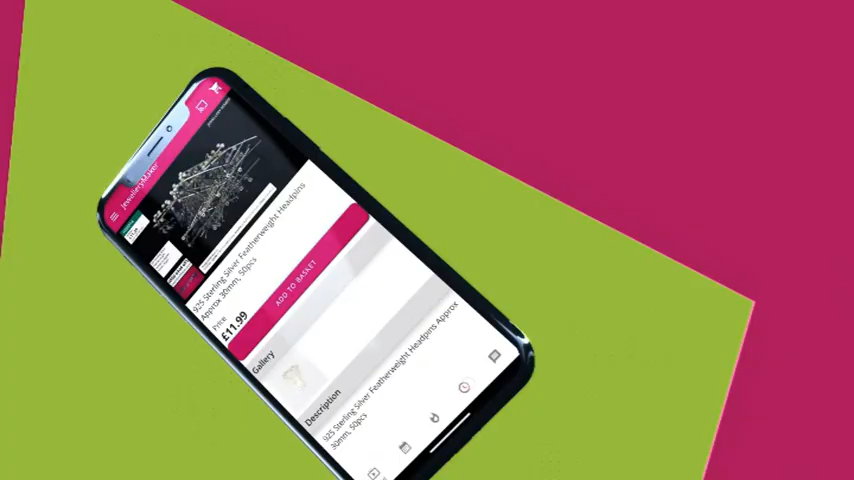 JewelleryMaker
925 Sterling Silver Featherweight Headpins
Approx 30mm, 50pcs
Price
£11.99
ADD TO BASKET
Gallery
Description
925 Sterling Silver Featherweight Headpins Approx
30mm, 50pcs